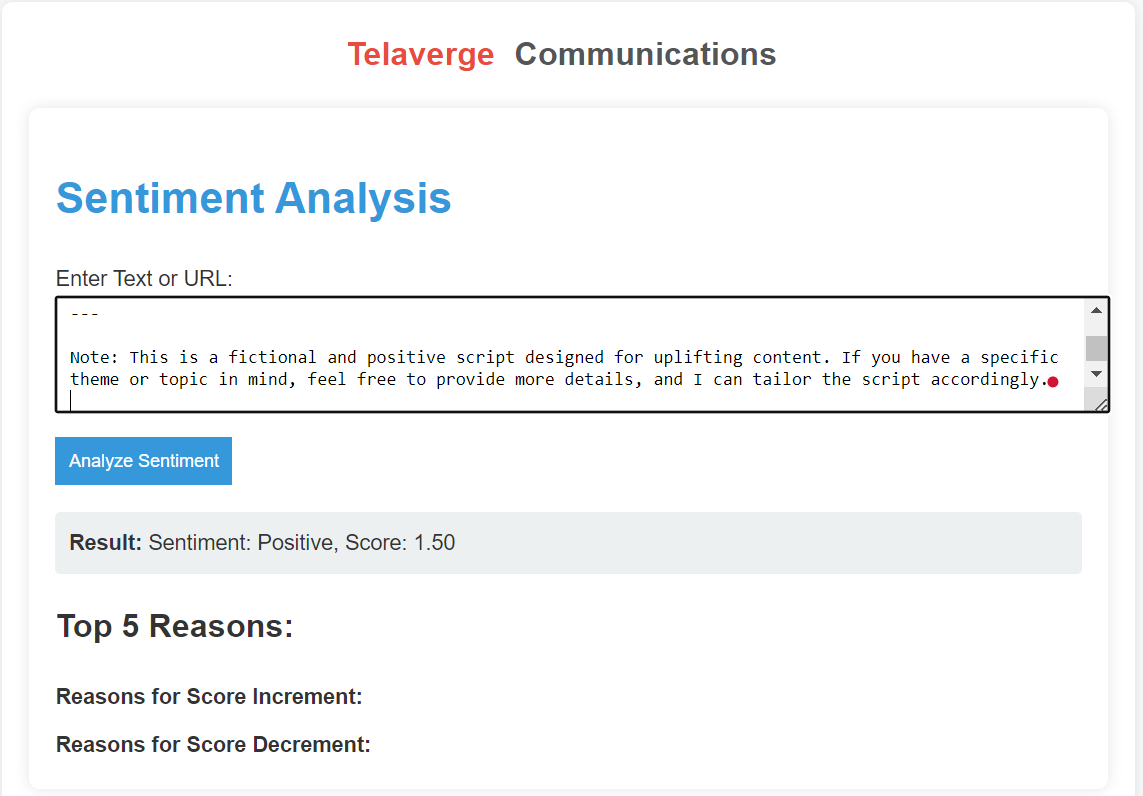 Telaverge Communications
Sentiment Analysis
Enter Text or URL:
---
Note: This is a fictional and positive script designed for uplifting content. If you have a specific
theme or topic in mind, feel free to provide more details, and I can tailor the script accordingly.
Analyze Sentiment
Result: Sentiment: Positive, Score: 1.50
Top 5 Reasons:
Reasons for Score Increment:
Reasons for Score Decrement: